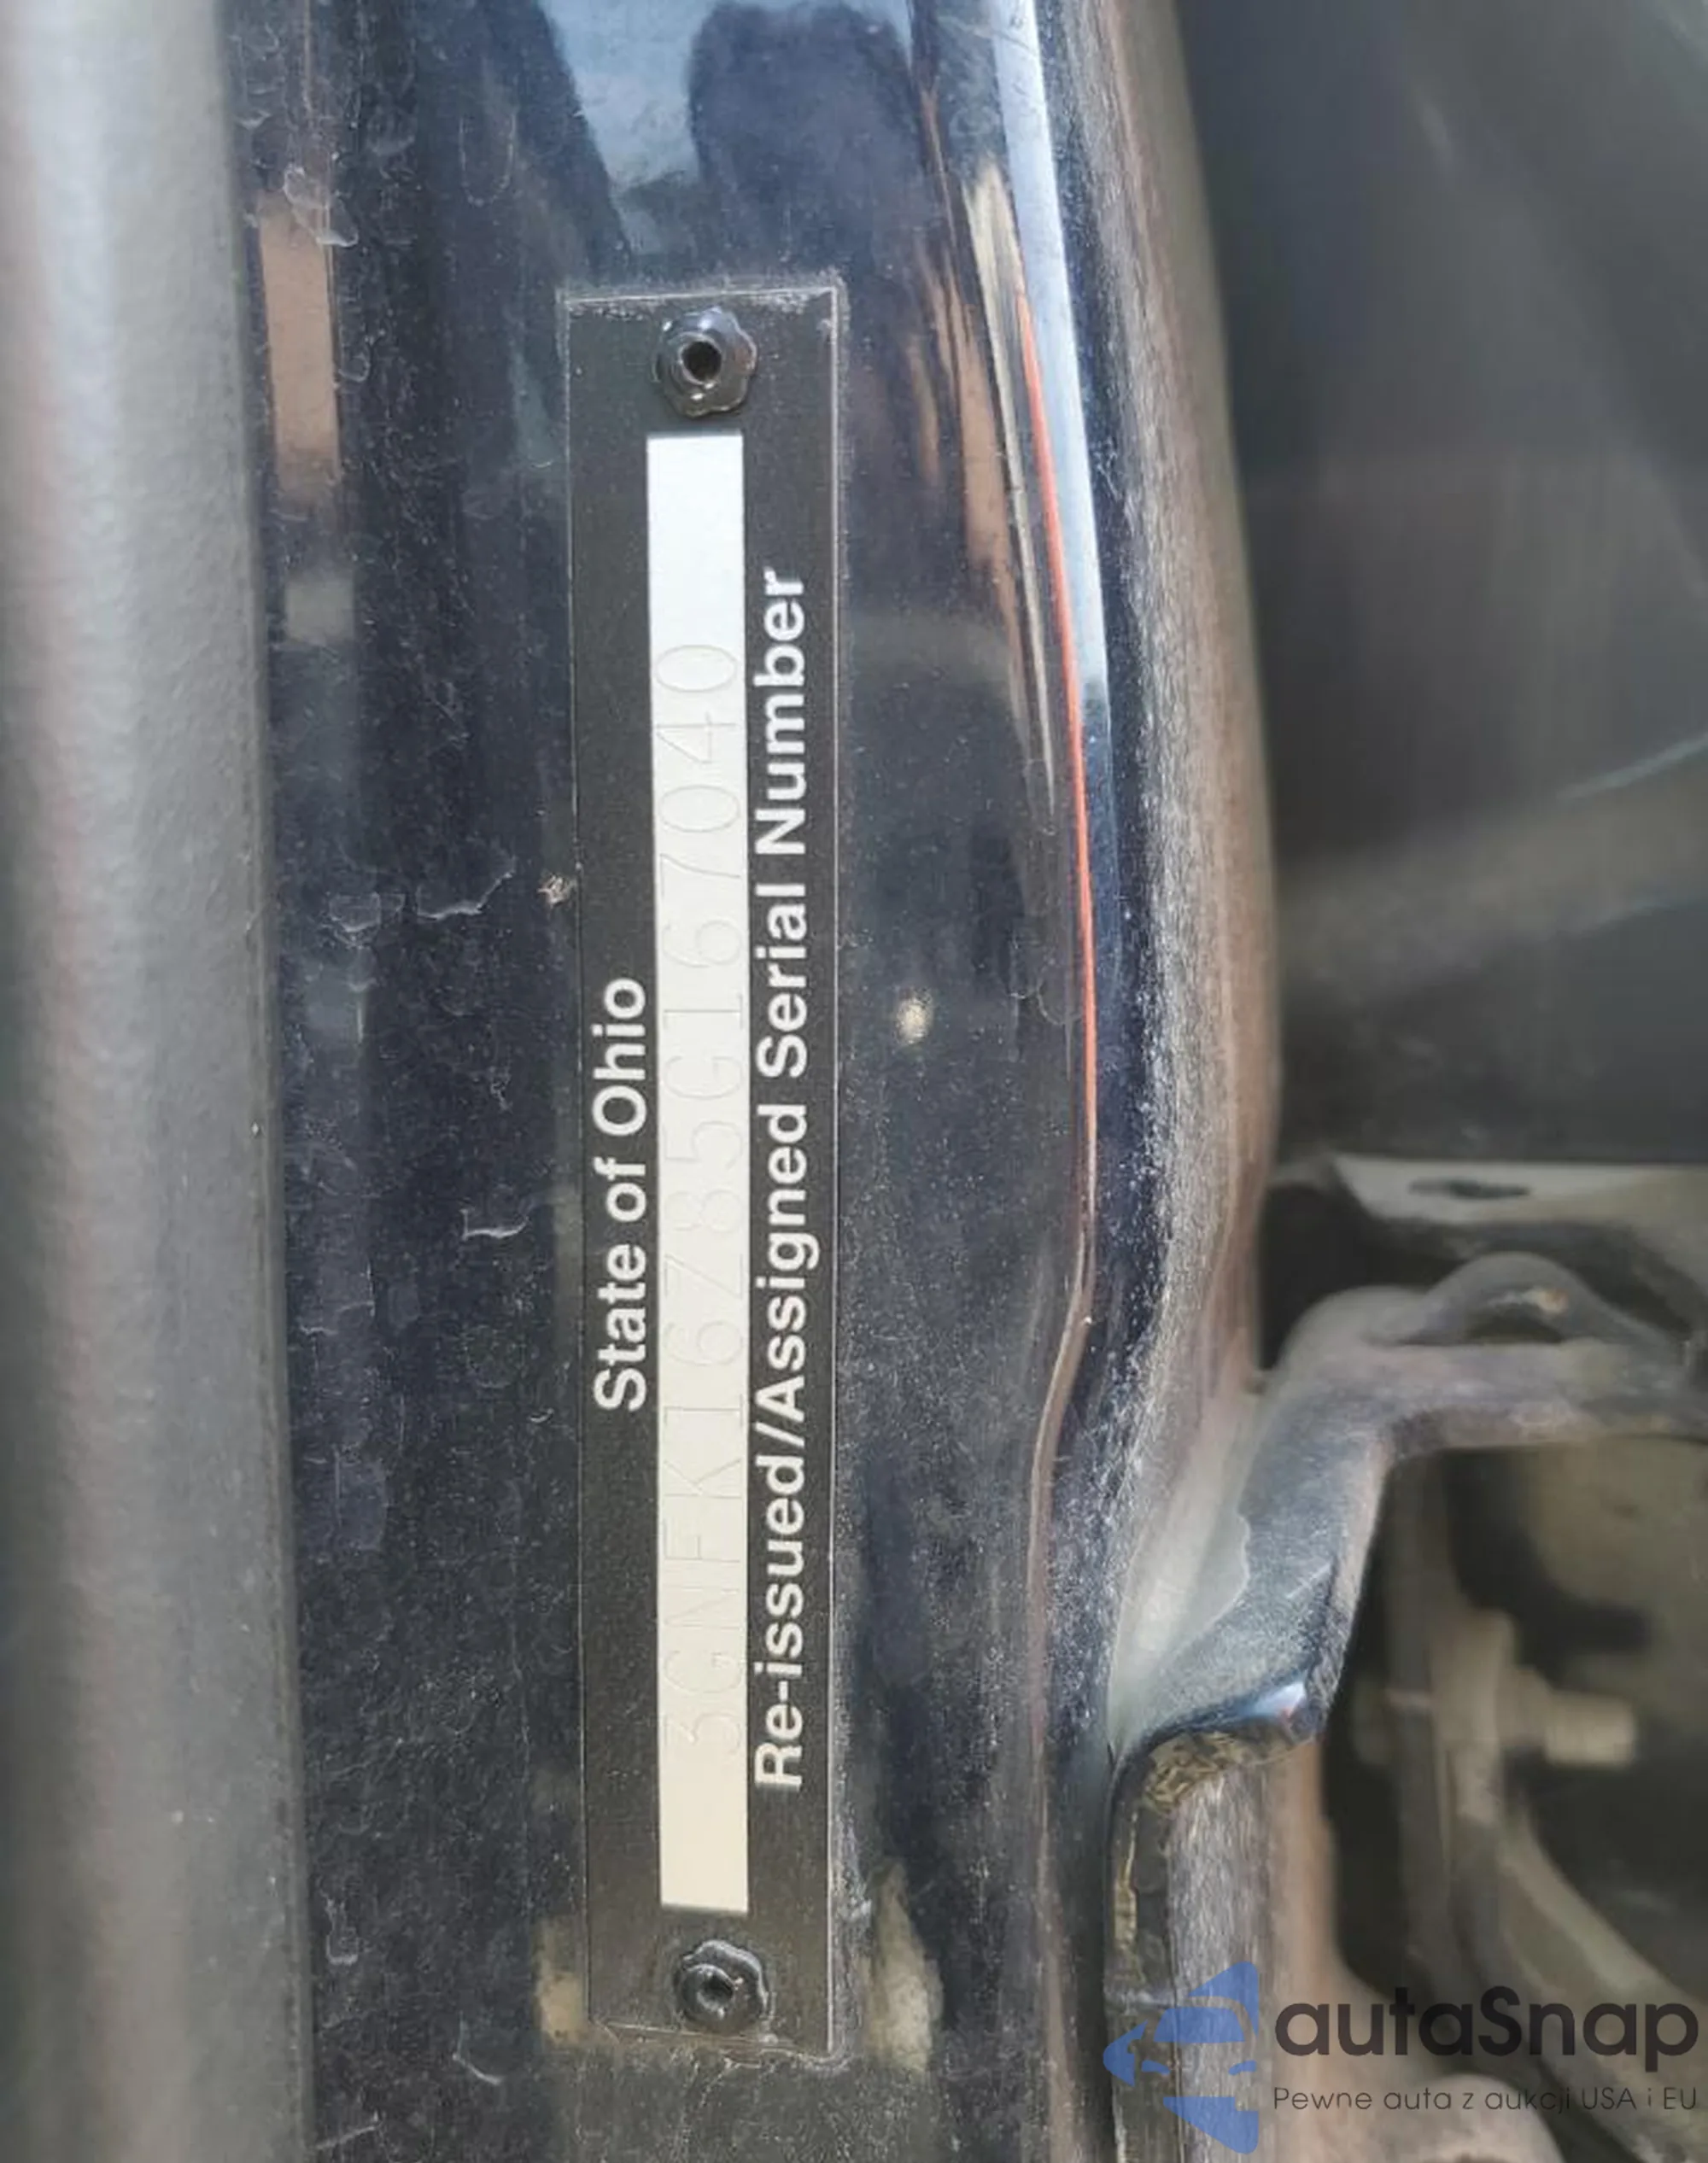 State of Ohio
3GNFK16Z85G167040
Re-issued/Assigned Serial Number
autaSnap
Pewne auta z aukcji USA i EU